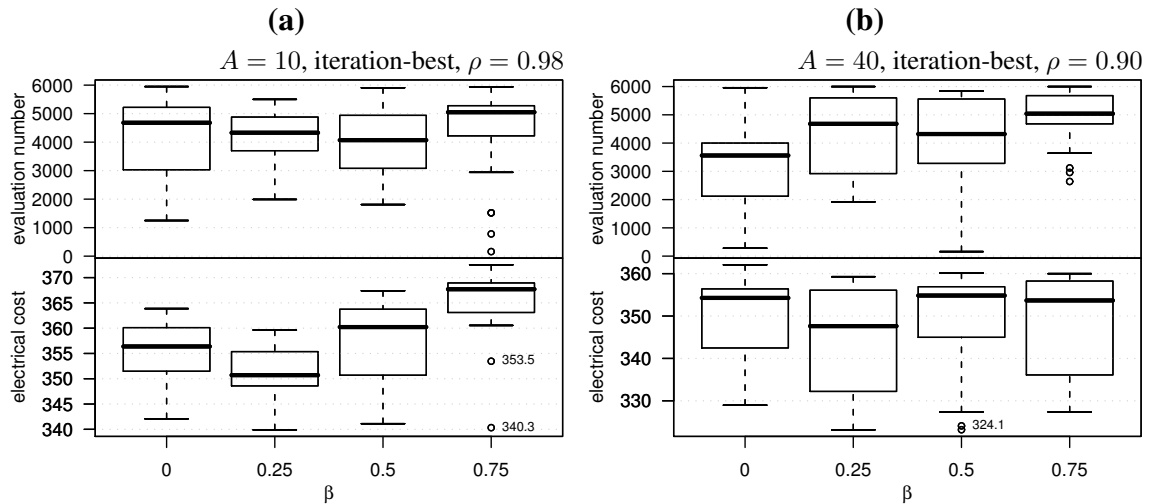 (a)
A = 10, iteration-best, ρ = 0.98
evaluation number
6000
5000
4000
3000
2000
1000
0
electrical cost
370
365
360
355
350
345
340
353.5
340.3
0 0.25 0.5 0.75
β
(b)
A = 40, iteration-best, ρ = 0.90
evaluation number
6000
5000
4000
3000
2000
1000
0
electrical cost
360
350
340
330
324.1
0 0.25 0.5 0.75
β